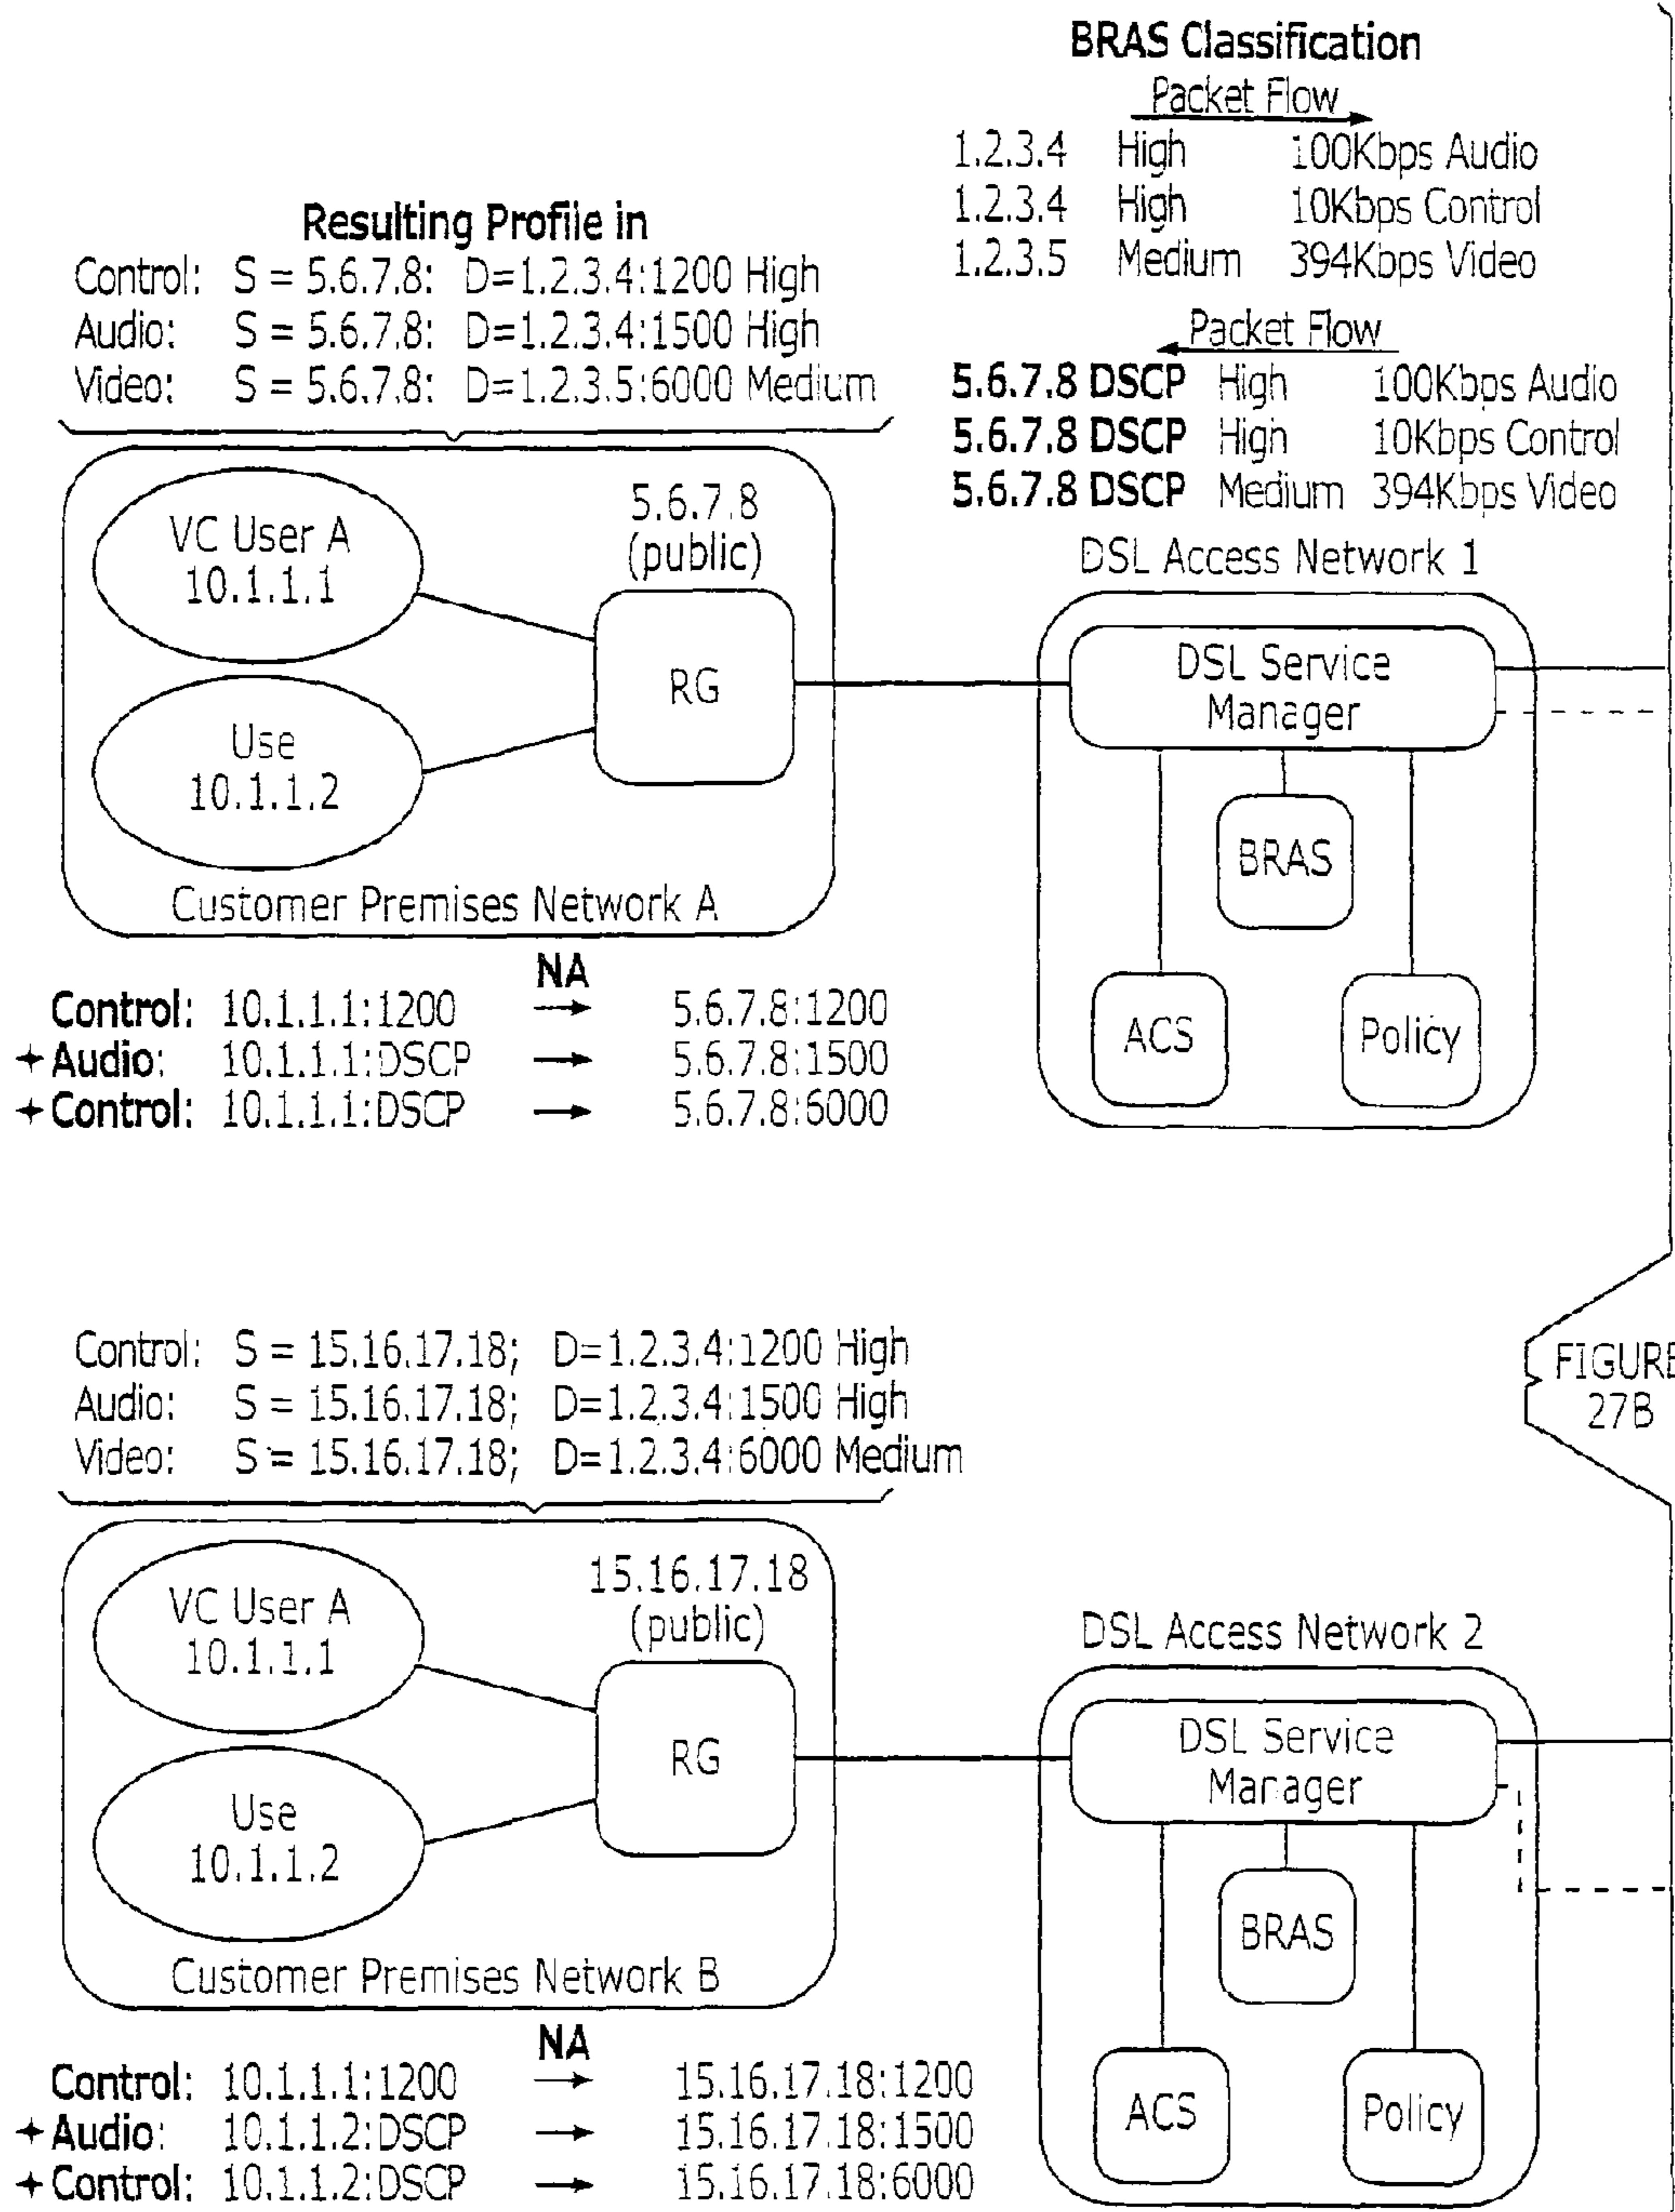 BRAS Classification
Packet Flow
1.2.3.4 High 100Kbps Audio
1.2.3.4 High 10Kbps Control
1.2.3.5 Medium 394Kbps Video
Packet Flow
5.6.7.8 DSCP High 100Kbps Audio
5.6.7.8 DSCP High 10Kbps Control
5.6.7.8 DSCP Medium 394Kbps Video
Resulting Profile in
Control: S = 5.6.7.8: D=1.2.3.4:1200 High
Audio: S = 5.6.7.8: D=1.2.3.4:1500 High
Video: S = 5.6.7.8: D=1.2.3.5:6000 Medium
VC User A
10.1.1.1
Use
10.1.1.2
5.6.7.8
(public)
RG
Customer Premises Network A
DSL Access Network 1
DSL Service
Manager
BRAS
ACS
Policy
NA
Control: 10.1.1.1:1200 → 5.6.7.8:1200
+Audio: 10.1.1.1:DSCP → 5.6.7.8:1500
+Control: 10.1.1.1:DSCP → 5.6.7.8:6000
FIGURE
27B
Control: S = 15.16.17.18; D=1.2.3.4:1200 High
Audio: S = 15.16.17.18; D=1.2.3.4:1500 High
Video: S = 15.16.17.18; D=1.2.3.4:6000 Medium
VC User A
10.1.1.1
Use
10.1.1.2
15.16.17.18
(public)
RG
Customer Premises Network B
DSL Access Network 2
DSL Service
Manager
BRAS
ACS
Policy
NA
Control: 10.1.1.1:1200 → 15.16.17.18:1200
+Audio: 10.1.1.2:DSCP → 15.16.17.18:1500
+Control: 10.1.1.2:DSCP → 15.16.17.18:6000